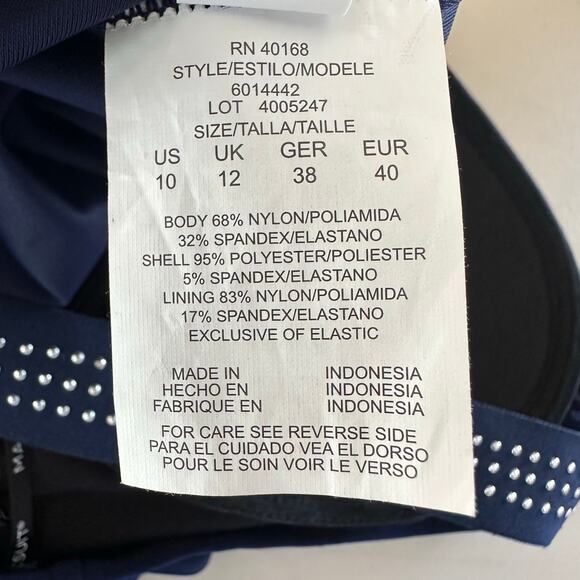 RN 40168
STYLE/ESTILO/MODELE
6014442
LOT 4005247
SIZE/TALLA/TAILLE
US UK GER EUR
10 12 38 40
BODY 68% NYLON/POLIAMIDA
32% SPANDEX/ELASTANO
SHELL 95% POLYESTER/POLIESTER
5% SPANDEX/ELASTANO
LINING 83% NYLON/POLIAMIDA
17% SPANDEX/ELASTANO
EXCLUSIVE OF ELASTIC
MADE IN INDONESIA
HECHO EN INDONESIA
FABRIQUE EN INDONESIA
FOR CARE SEE REVERSE SIDE
PARA EL CUIDADO VEA EL DORSO
POUR LE SOIN VOIR LE VERSO